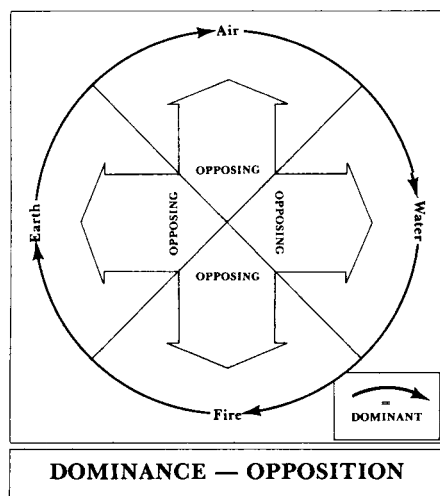 Air
OPPOSING
Earth
OPPOSING
OPPOSING
Water
OPPOSING
Fire
=
DOMINANT
DOMINANCE — OPPOSITION